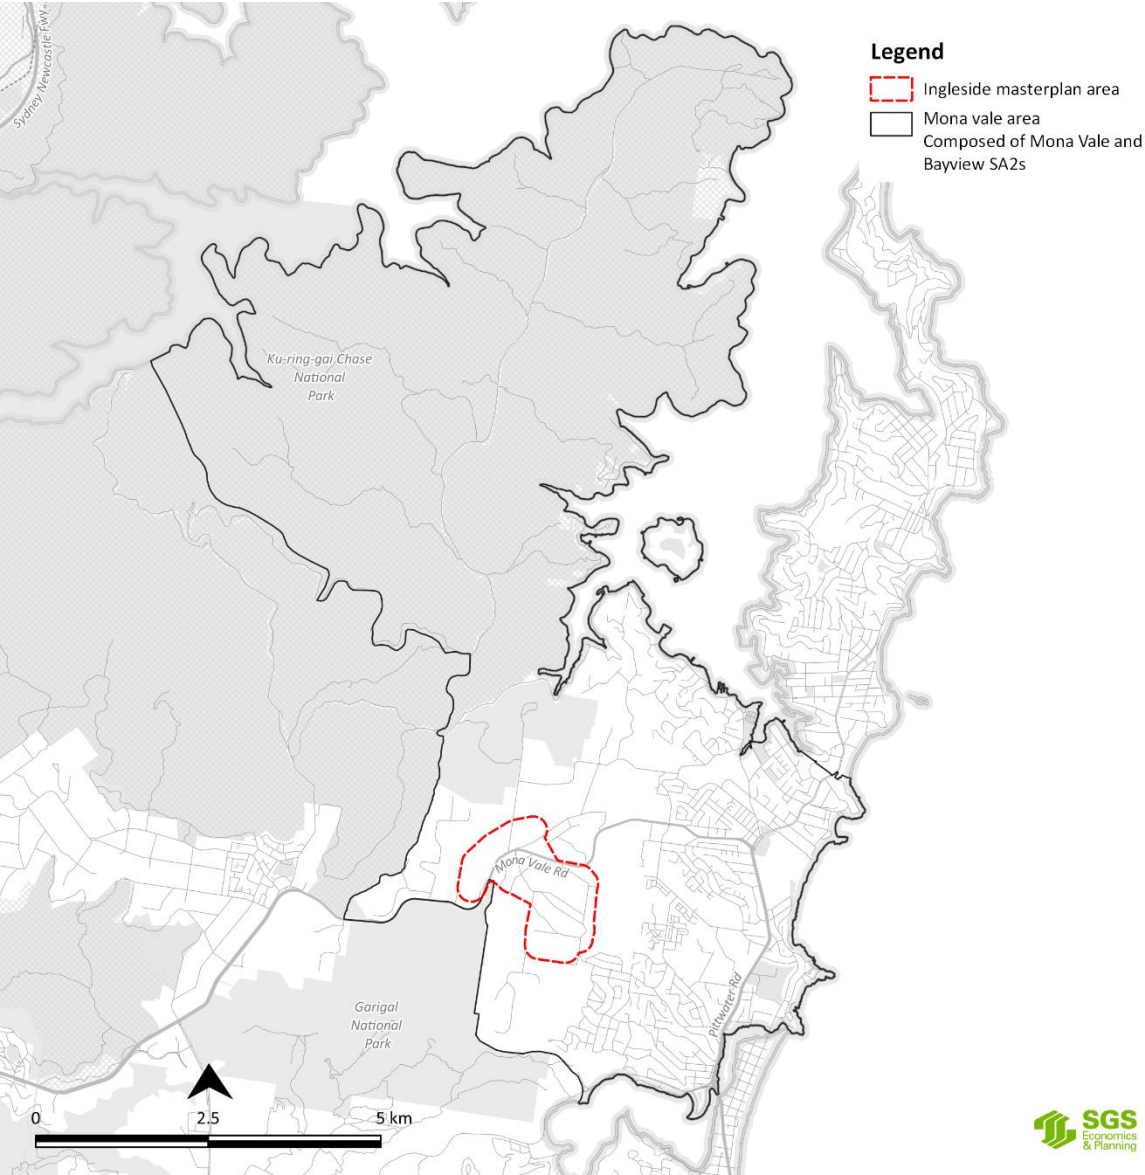 Sydney Newcastle Fwy
Legend
Ingleside masterplan area
Mona vale area
Composed of Mona Vale and
Bayview SA2s
Ku-ring-gai Chase
National
Park
Mona Vale Rd
Pittwater Rd
Garigal
National
Park
0 2.5 5 km
SGS
Economics
& Planning